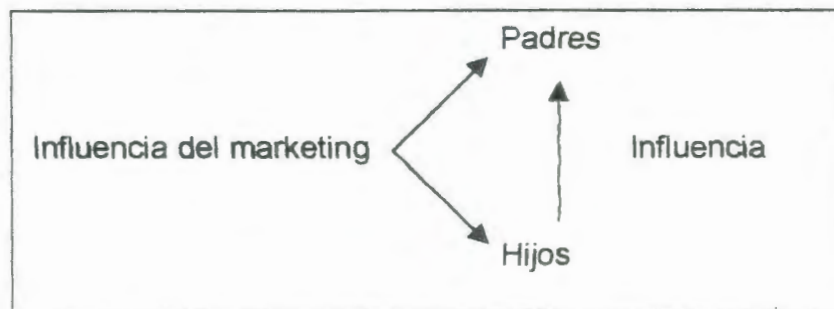 Padres
Influencia del marketing
Influencia
Hijos